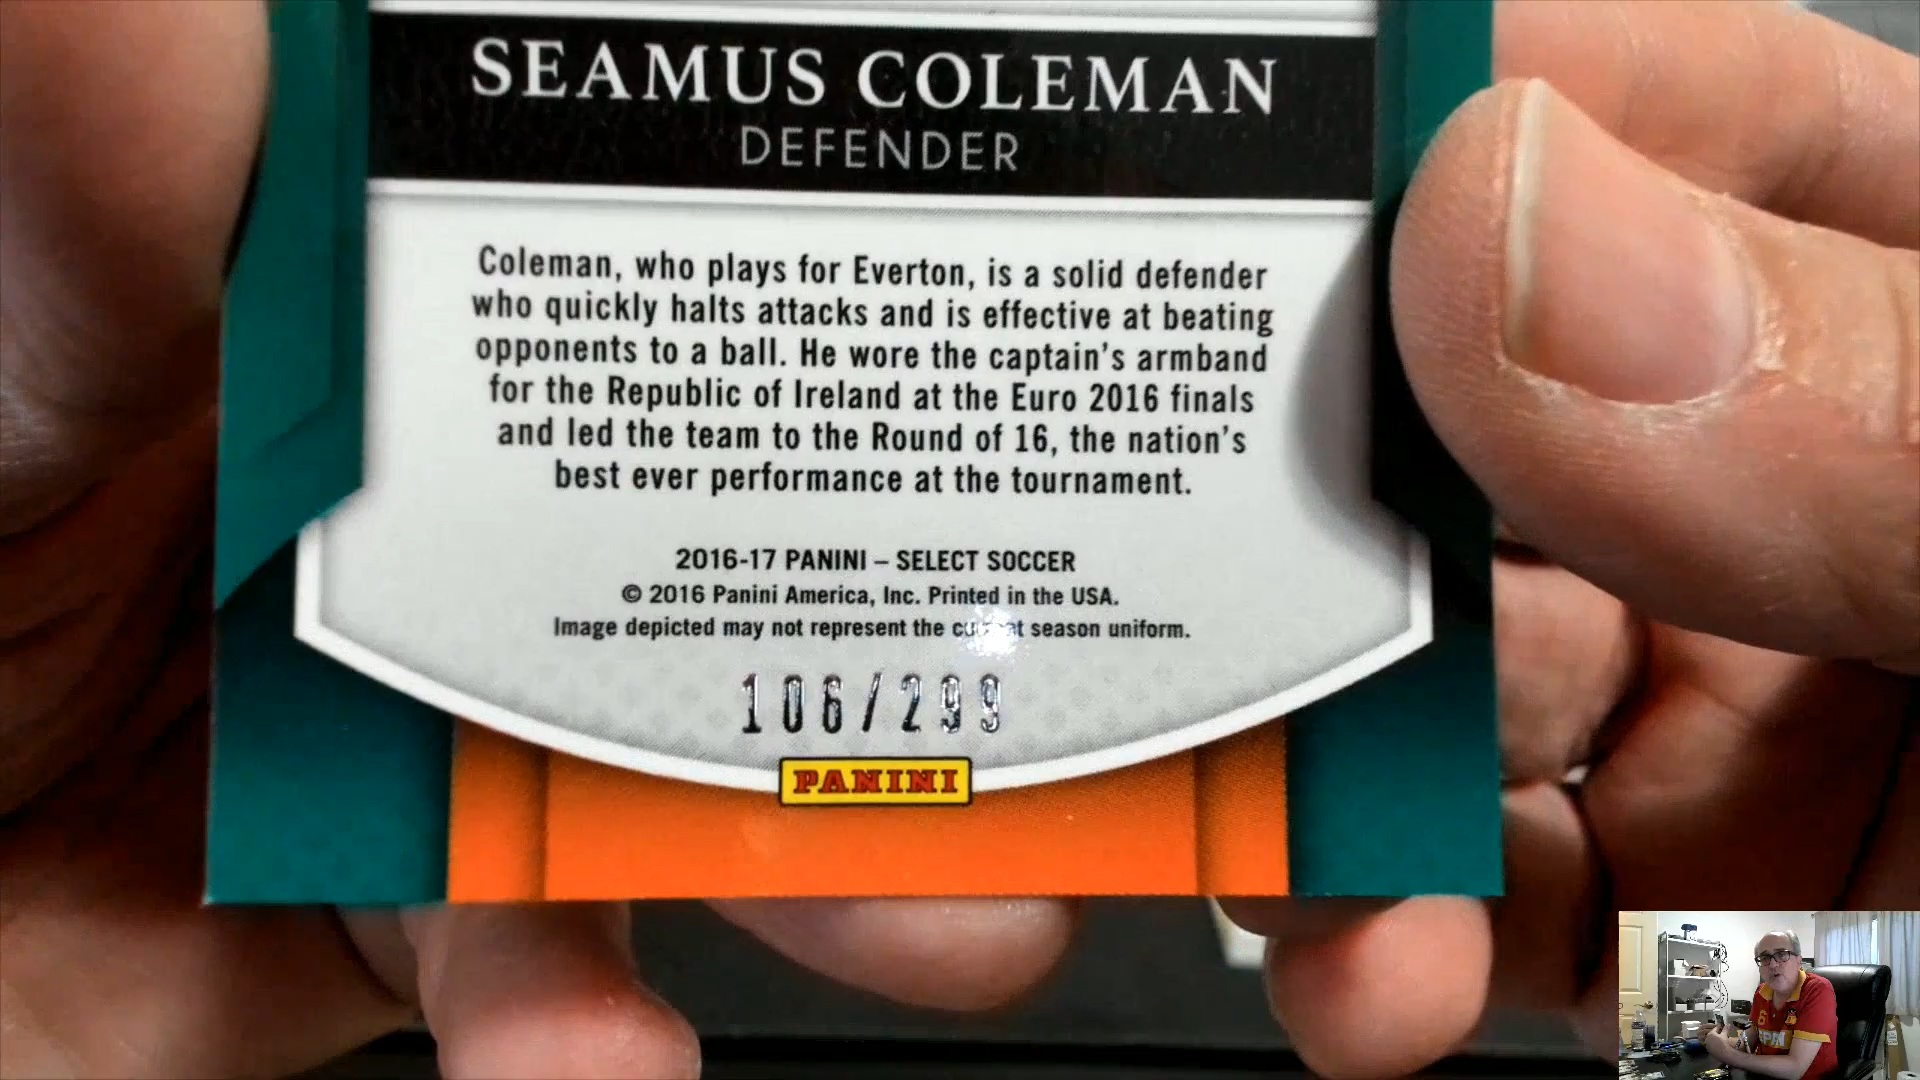 SEAMUS COLEMAN
DEFENDER
Coleman, who plays for Everton, is a solid defender
who quickly halts attacks and is effective at beating
opponents to a ball. He wore the captain's armband
for the Republic of Ireland at the Euro 2016 finals
and led the team to the Round of 16, the nation's
best ever performance at the tournament.
2016-17 PANINI – SELECT SOCCER
© 2016 Panini America, Inc. Printed in the USA.
Image depicted may not represent the current season uniform.
106/299
PANINI